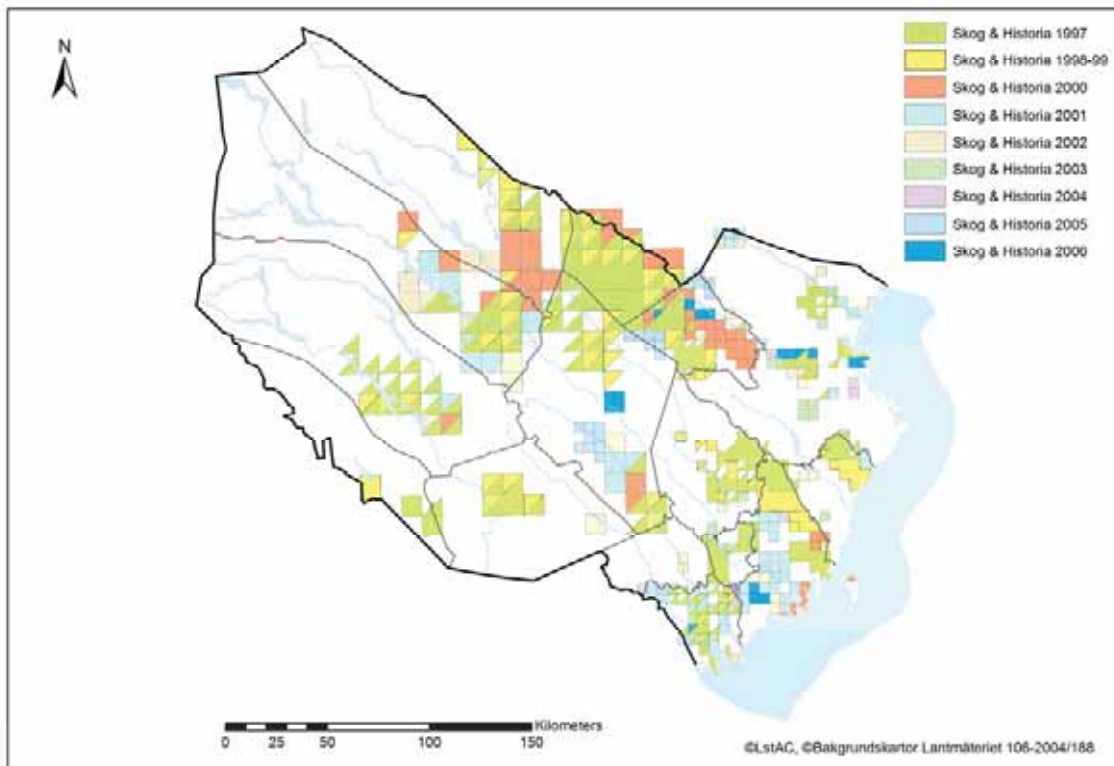 N
Skog & Historia 1997
Skog & Historia 1998-99
Skog & Historia 2000
Skog & Historia 2001
Skog & Historia 2002
Skog & Historia 2003
Skog & Historia 2004
Skog & Historia 2005
Skog & Historia 2006
Kilometers
0 25 50 100 150
©LstAC, ©Bakgrundskartor Lantmäteriet 106-2004/188